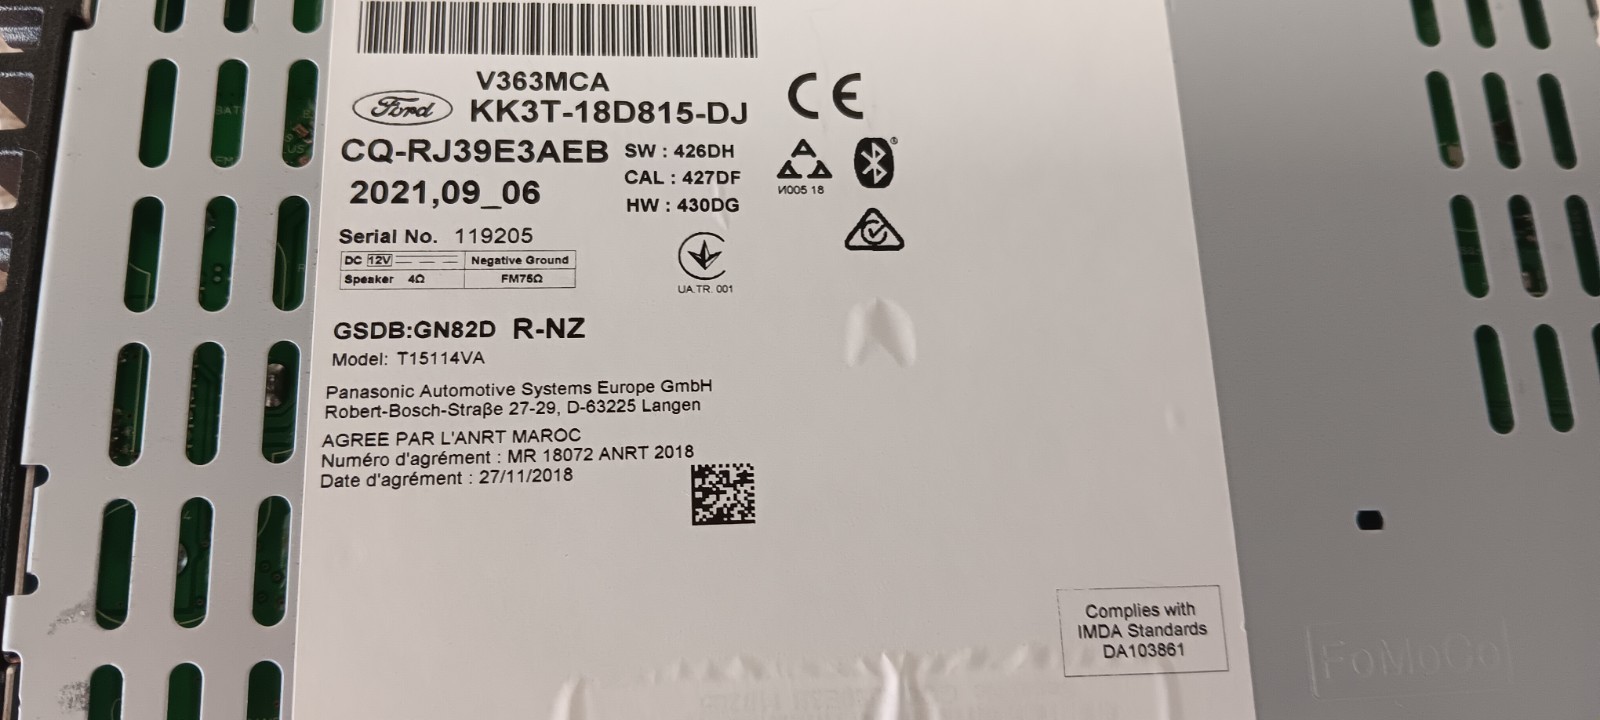 V363MCA
Ford KK3T-18D815-DJ
CQ-RJ39E3AEB
2021,09_06
SW : 426DH
CAL : 427DF
HW : 430DG
Serial No. 119205
DC 12V Negative Ground
Speaker 4Ω FM75Ω
UA.TR. 001
И005 18
®
GSDB:GN82D R-NZ
Model: T15114VA
Panasonic Automotive Systems Europe GmbH
Robert-Bosch-Straße 27-29, D-63225 Langen
AGREE PAR L'ANRT MAROC
Numéro d'agrément : MR 18072 ANRT 2018
Date d'agrément : 27/11/2018
Complies with
IMDA Standards
DA103861
FoMoCo
BAT
FM
US